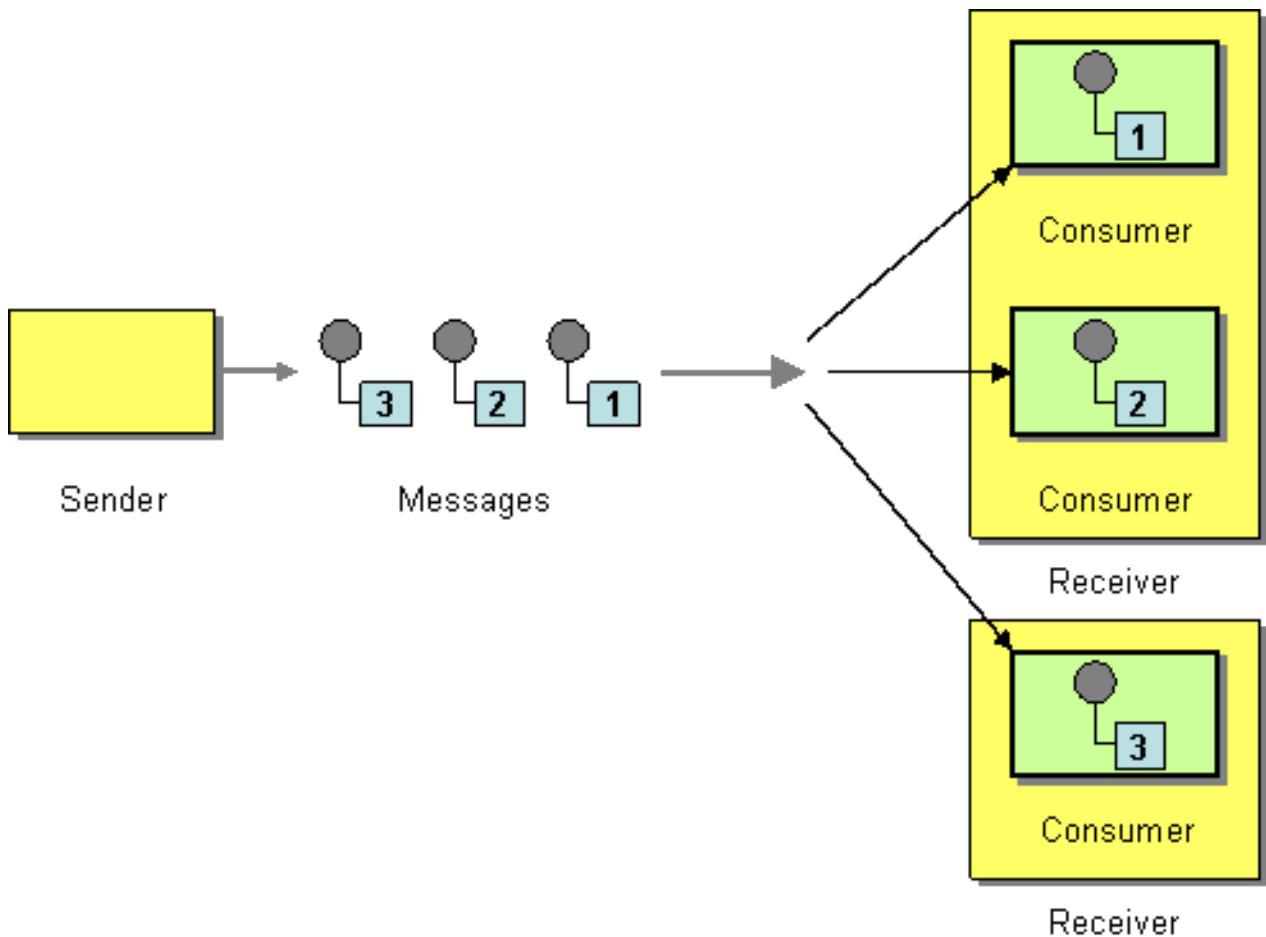 1
Consumer
3
2
1
2
Sender
Messages
Consumer
Receiver
3
Consumer
Receiver